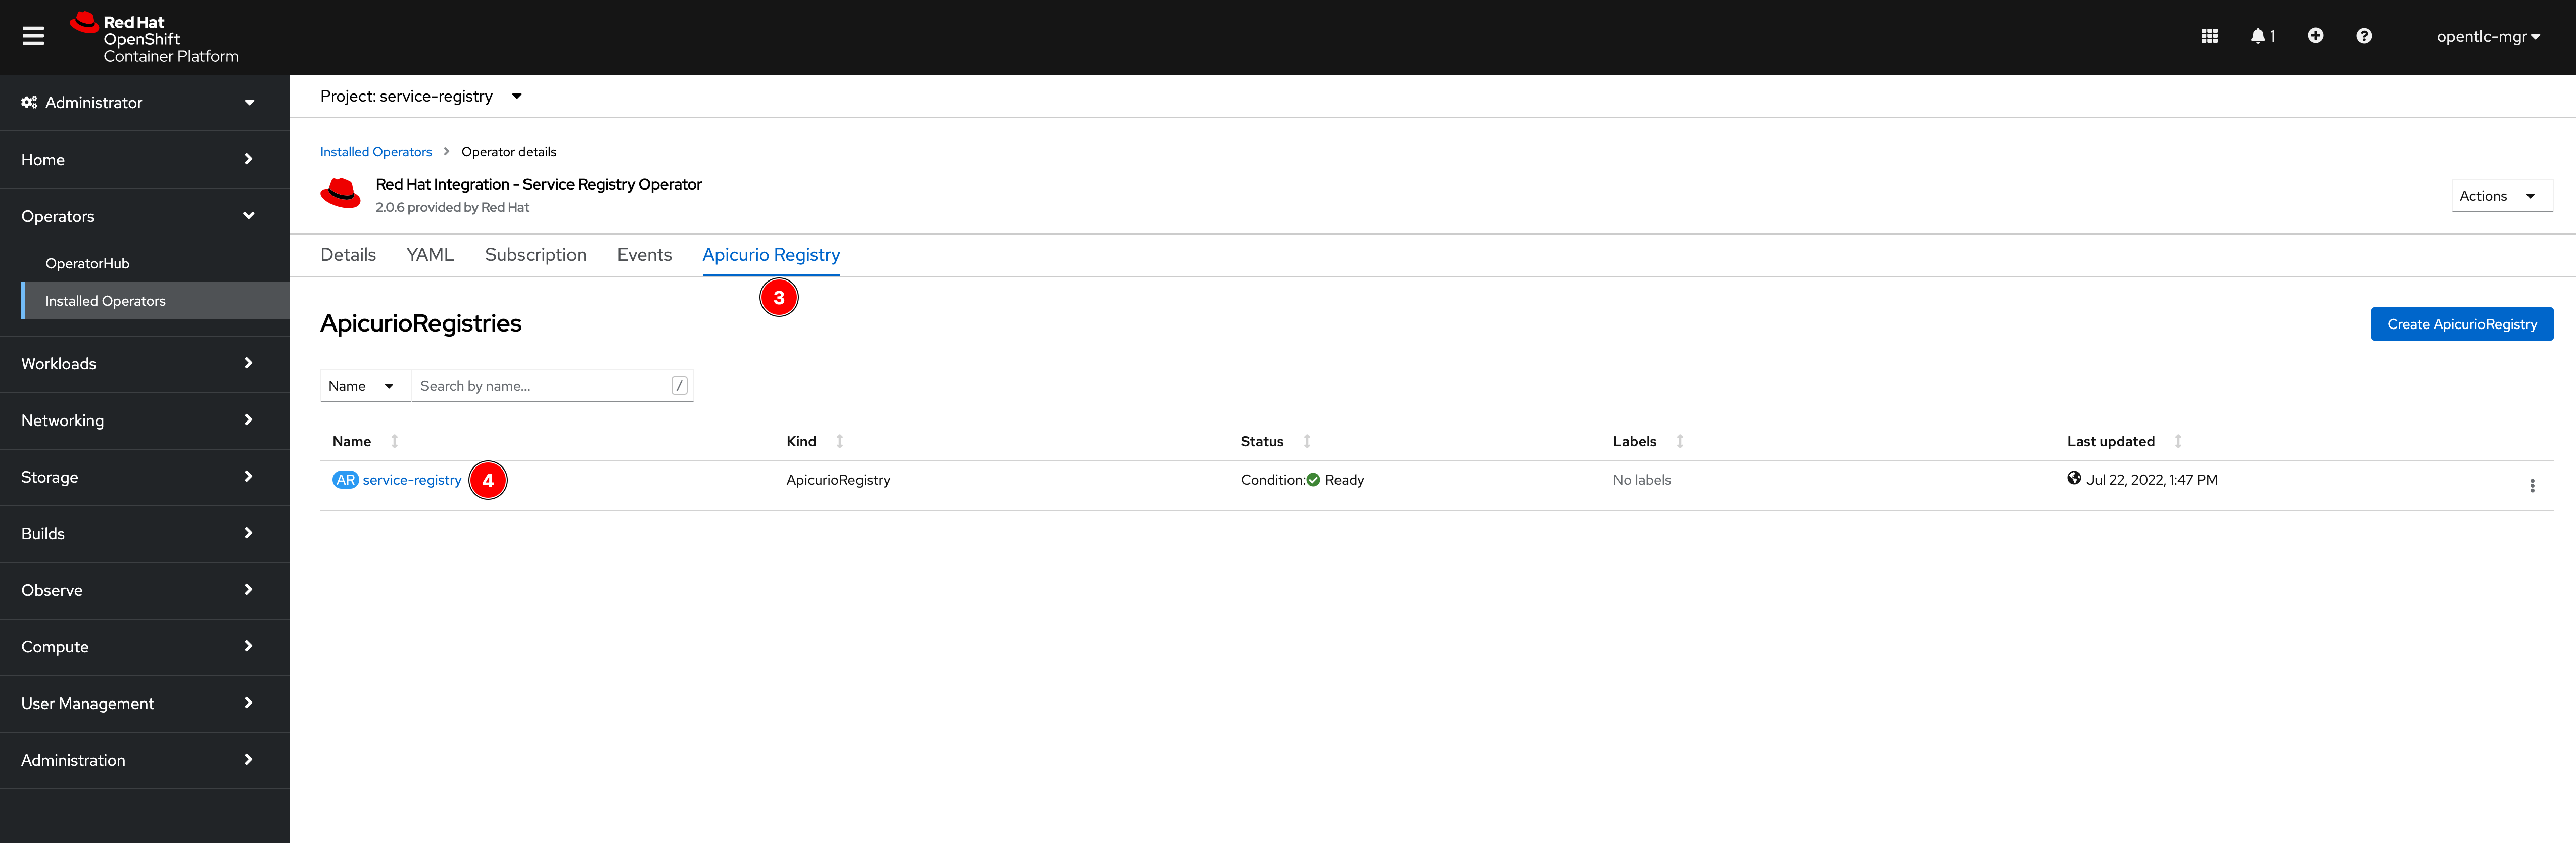 Red Hat
OpenShift
Container Platform
1
opentlc-mgr
Administrator
Home
Operators
OperatorHub
Installed Operators
Workloads
Networking
Storage
Builds
Observe
Compute
User Management
Administration
Project: service-registry
Installed Operators > Operator details
Red Hat Integration - Service Registry Operator
2.0.6 provided by Red Hat
Actions
Details YAML Subscription Events Apicurio Registry
3
ApicurioRegistries
Create ApicurioRegistry
Name Search by name... /
Name Kind Status Labels Last updated
AR service-registry 4 ApicurioRegistry Condition: Ready No labels Jul 22, 2022, 1:47 PM